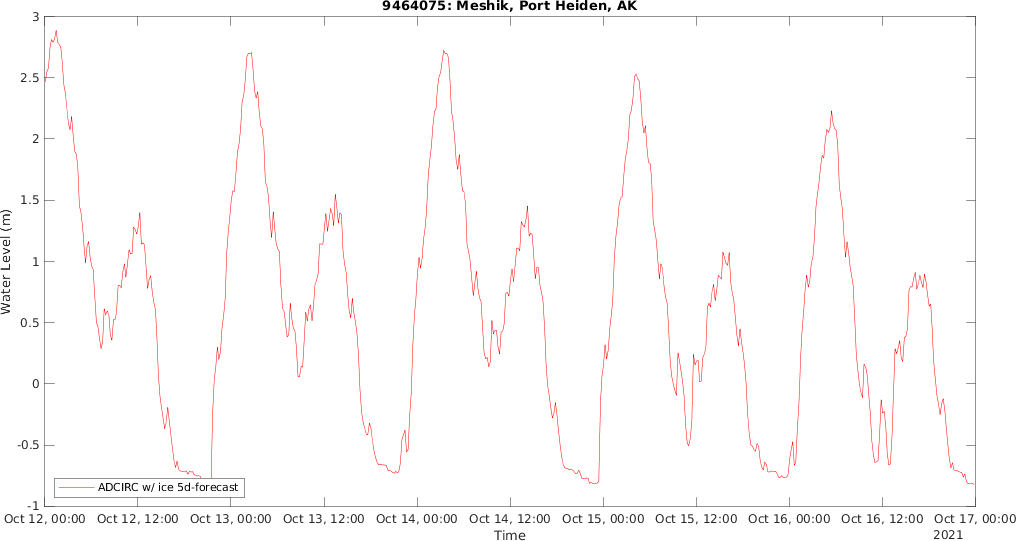 9464075: Meshik, Port Heiden, AK
3
2.5
2
1.5
1
0.5
0
-0.5
-1
Water Level (m)
ADCIRC w/ ice 5d-forecast
Oct 12, 00:00 Oct 12, 12:00 Oct 13, 00:00 Oct 13, 12:00 Oct 14, 00:00 Oct 14, 12:00 Oct 15, 00:00 Oct 15, 12:00 Oct 16, 00:00 Oct 16, 12:00 Oct 17, 00:00
Time
2021